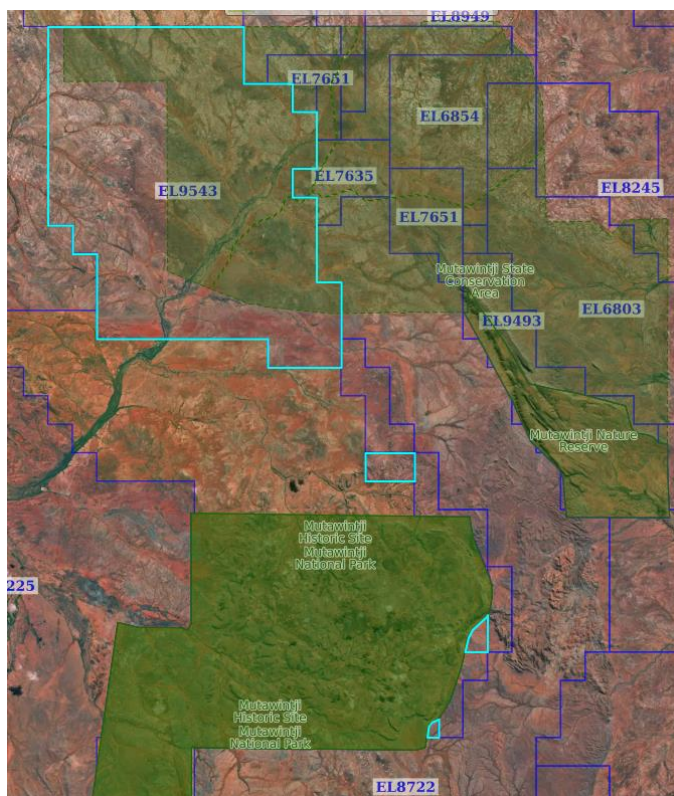 EL8949
EL7651
EL6854
EL7635
EL9543
EL8245
EL7651
Mutawintji State
Conservation
Area
EL9493
EL6803
Mutawintji Nature
Reserve
Mutawintji
Historic Site
Mutawintji
National Park
225
Mutawintji
Historic Site
Mutawintji
National Park
EL8722